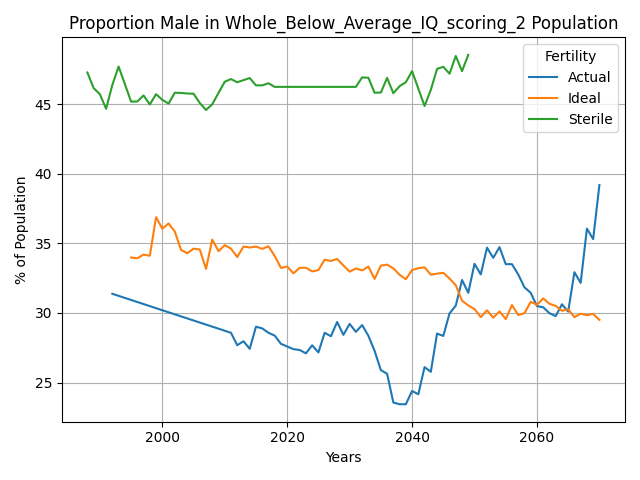 Proportion Male in Whole_Below_Average_IQ_scoring_2 Population
Fertility
Actual
Ideal
Sterile
45
40
35
30
25
% of Population
2000
2020
2040
2060
Years